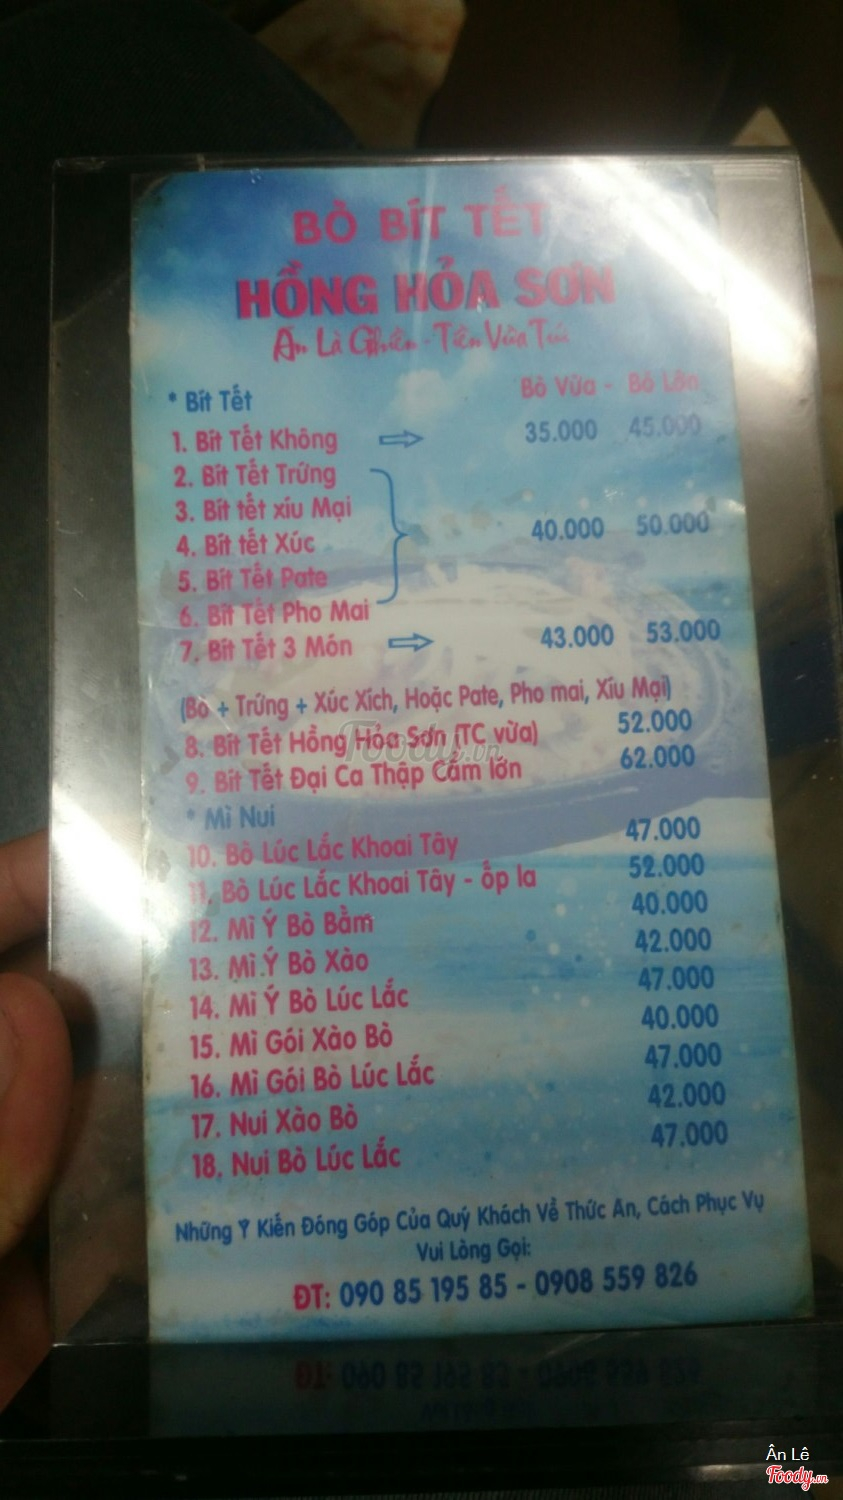 BÒ BÍT TẾT
HỒNG HỎA SƠN
Ăn Là Ghiền - Tiền Vừa Túi
* Bít Tết
Bò Vừa - Bò Lớn
1. Bít Tết Không 35.000 45.000
2. Bít Tết Trứng
3. Bít tết xíu Mại
4. Bít tết Xúc 40.000 50.000
5. Bít Tết Pate
6. Bít Tết Pho Mai
7. Bít Tết 3 Món 43.000 53.000
(Bò + Trứng + Xúc Xích, Hoặc Pate, Pho mai, Xíu Mại)
8. Bít Tết Hồng Hỏa Sơn (TC vừa) 52.000
9. Bít Tết Đại Ca Thập Cẩm lớn 62.000
* Mì Nui
10. Bò Lúc Lắc Khoai Tây 47.000
11. Bò Lúc Lắc Khoai Tây - ốp la 52.000
12. Mì Ý Bò Bằm 40.000
13. Mì Ý Bò Xào 42.000
14. Mì Ý Bò Lúc Lắc 47.000
15. Mì Gói Xào Bò 40.000
16. Mì Gói Bò Lúc Lắc 47.000
17. Nui Xào Bò 42.000
18. Nui Bò Lúc Lắc 47.000
Những Ý Kiến Đóng Góp Của Quý Khách Về Thức An, Cách Phục Vụ
Vui Lòng Gọi:
ĐT: 090 85 195 85 - 0908 559 826
Foody.vn
Ân Lê
Foody.vn